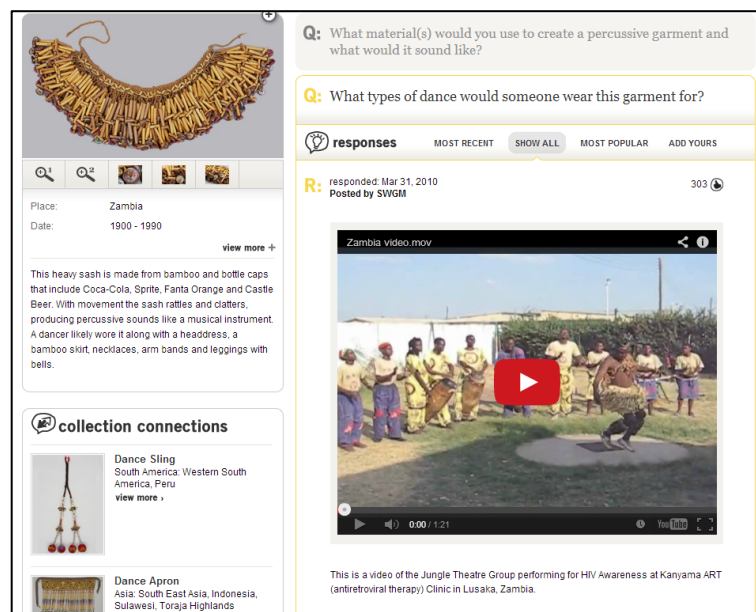 Place: Zambia
Date: 1900 - 1990
view more +
This heavy sash is made from bamboo and bottle caps
that include Coca-Cola, Sprite, Fanta Orange and Castle
Beer. With movement the sash rattles and clatters,
producing percussive sounds like a musical instrument.
A dancer likely wore it along with a headdress, a
bamboo skirt, necklaces, arm bands and leggings with
bells.
collection connections
Dance Sling
South America: Western South
America, Peru
view more ›
Dance Apron
Asia: South East Asia, Indonesia,
Sulawesi, Toraja Highlands
Q: What material(s) would you use to create a percussive garment and
what would it sound like?
Q: What types of dance would someone wear this garment for?
responses MOST RECENT SHOW ALL MOST POPULAR ADD YOURS
R: responded: Mar 31, 2010 303
Posted by SWGM
Zambia video.mov
0:00 / 1:21 YouTube
This is a video of the Jungle Theatre Group performing for HIV Awareness at Kanyama ART
(antiretroviral therapy) Clinic in Lusaka, Zambia.